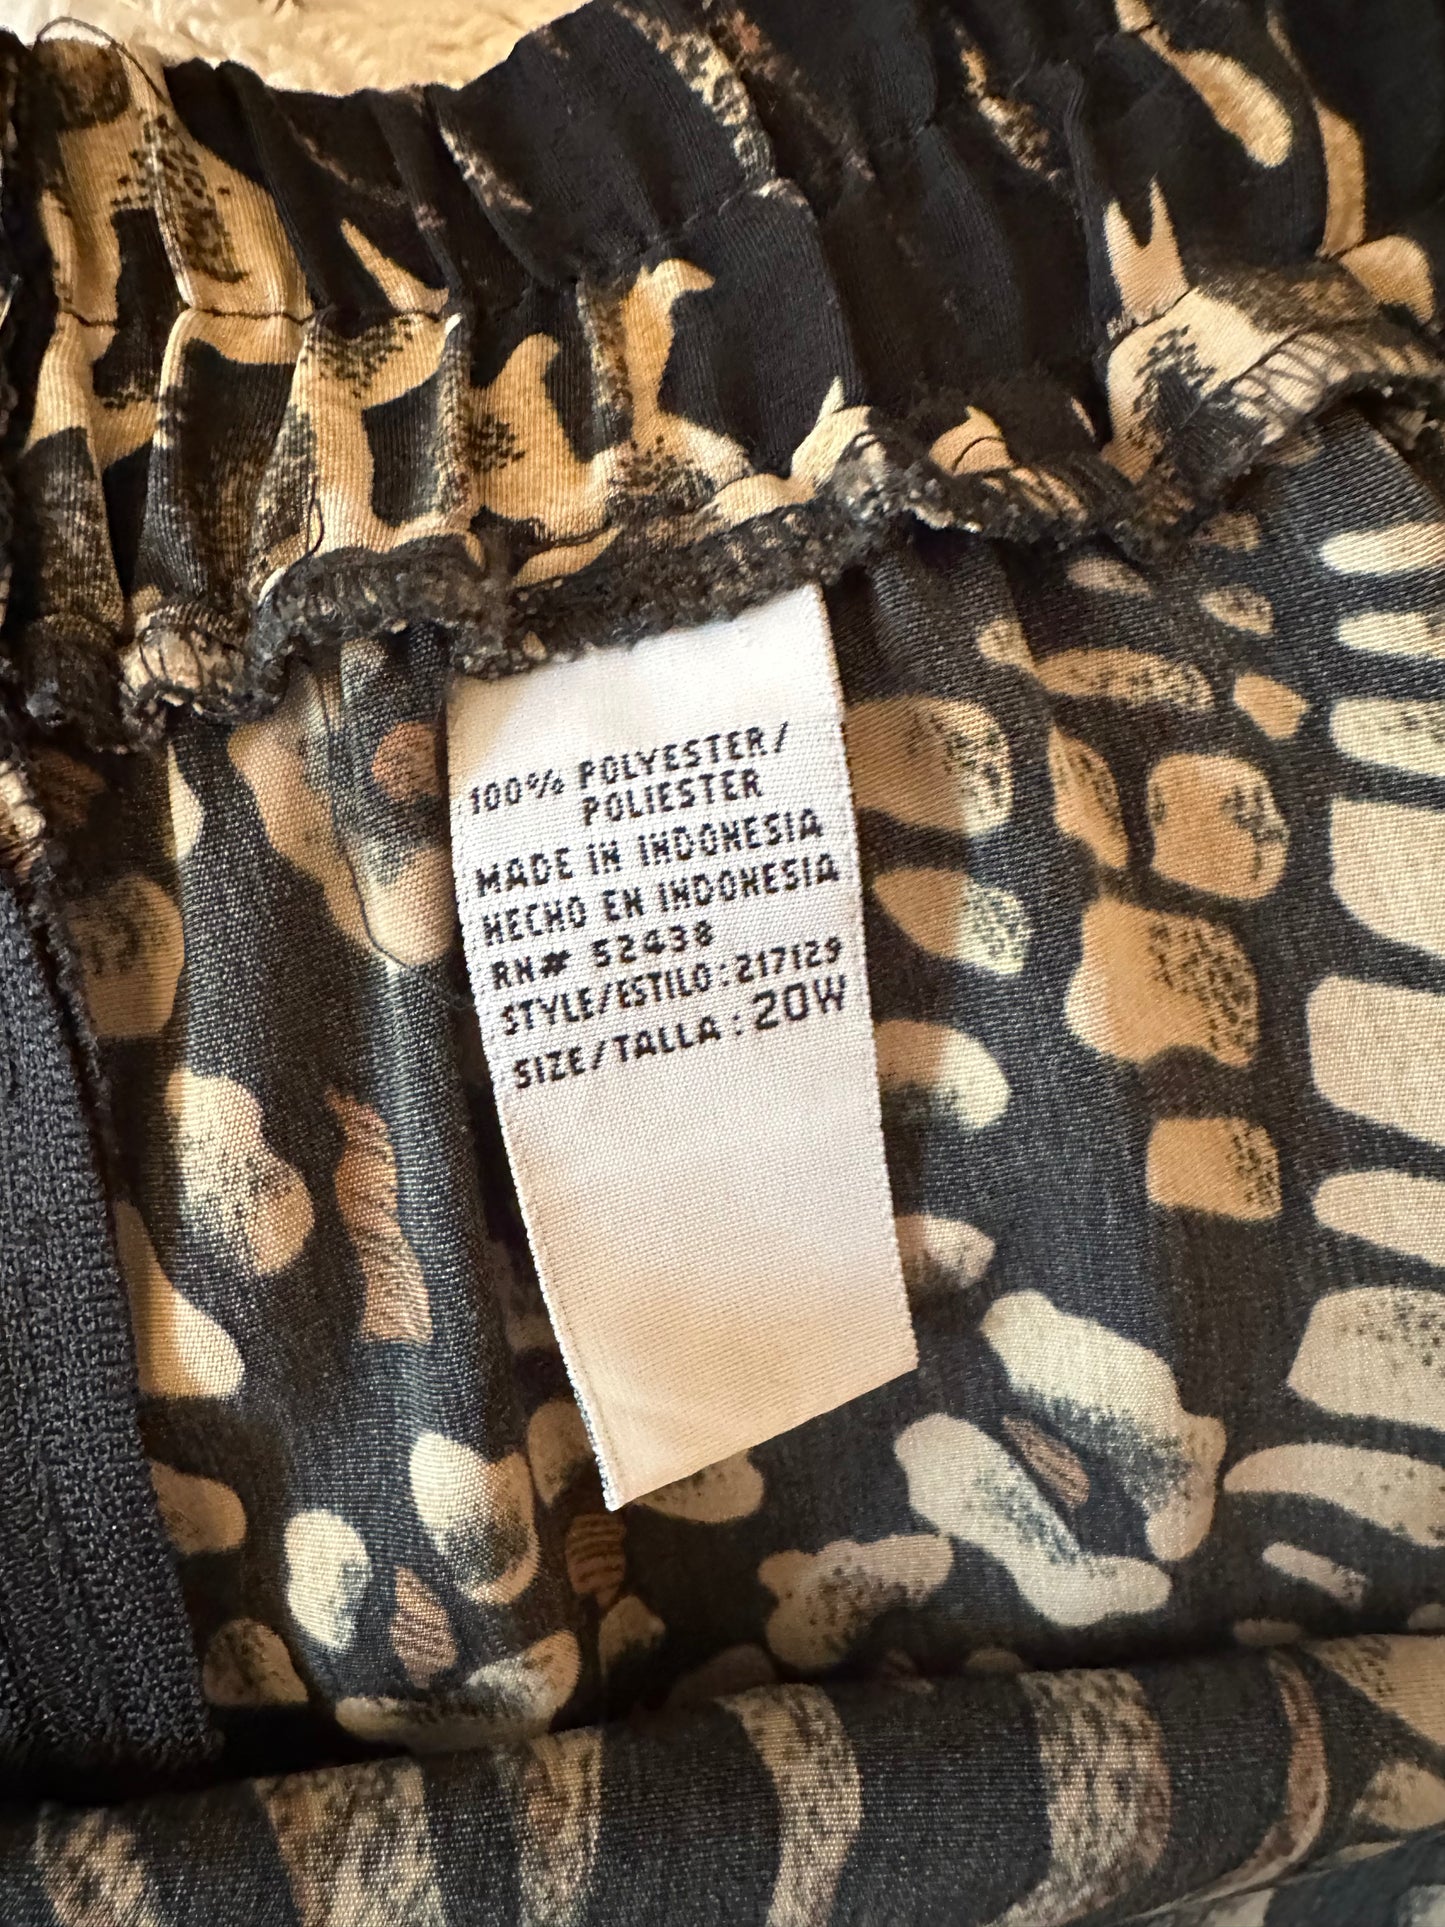 100% POLYESTER/
POLIESTER
MADE IN INDONESIA
HECHO EN INDONESIA
RN# 52438
STYLE/ESTILO: 217129
SIZE/TALLA: 20W